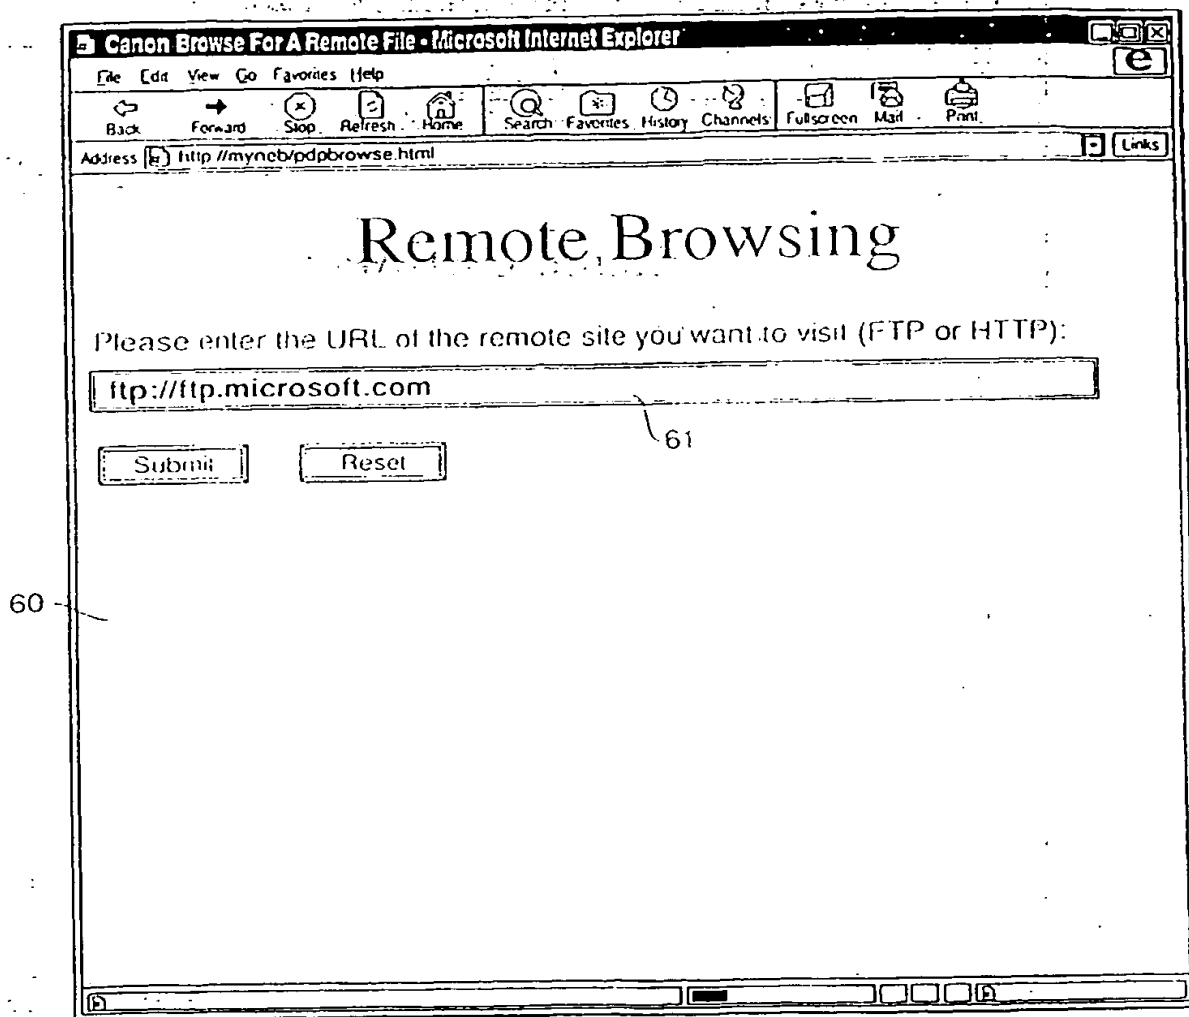 Canon Browse For A Remote File - Microsoft Internet Explorer
File Edit View Go Favorites Help
Back Forward Stop Refresh Home Search Favorites History Channels Fullscreen Mail Print
Address http://myneb/pdpbrowse.html Links
Remote Browsing
Please enter the URL of the remote site you want to visit (FTP or HTTP):
ftp://ftp.microsoft.com
61
Submit Reset
60